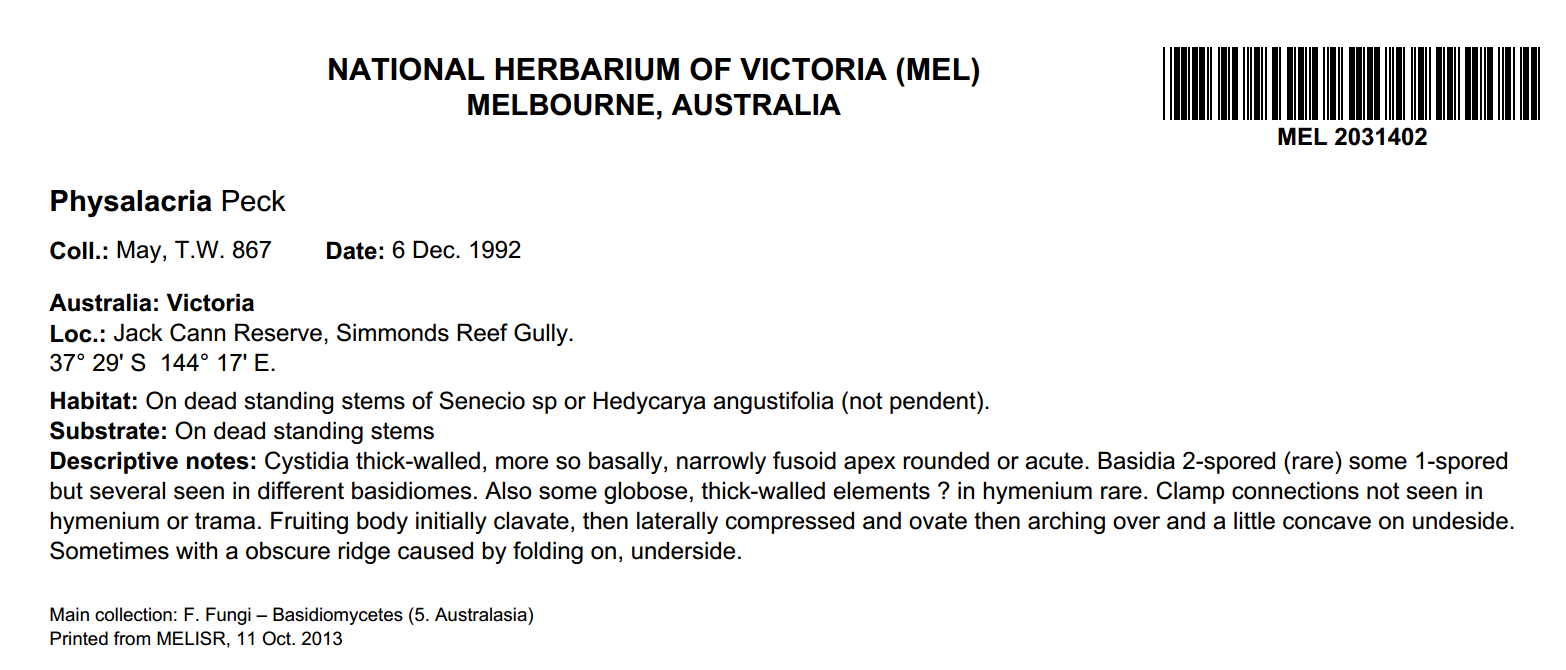 NATIONAL HERBARIUM OF VICTORIA (MEL)
MELBOURNE, AUSTRALIA
MEL 2031402
Physalacria Peck
Coll.: May, T.W. 867 Date: 6 Dec. 1992
Australia: Victoria
Loc.: Jack Cann Reserve, Simmonds Reef Gully.
37° 29' S 144° 17' E.
Habitat: On dead standing stems of Senecio sp or Hedycarya angustifolia (not pendent).
Substrate: On dead standing stems
Descriptive notes: Cystidia thick-walled, more so basally, narrowly fusoid apex rounded or acute. Basidia 2-spored (rare) some 1-spored
but several seen in different basidiomes. Also some globose, thick-walled elements ? in hymenium rare. Clamp connections not seen in
hymenium or trama. Fruiting body initially clavate, then laterally compressed and ovate then arching over and a little concave on undeside.
Sometimes with a obscure ridge caused by folding on, underside.
Main collection: F. Fungi – Basidiomycetes (5. Australasia)
Printed from MELISR, 11 Oct. 2013